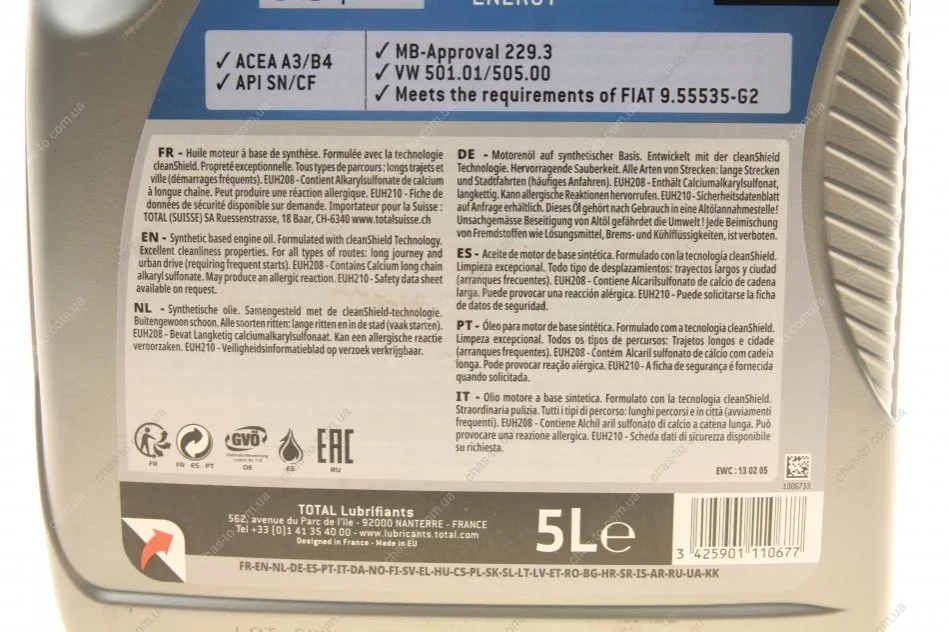 ENERGY
✓ ACEA A3/B4
✓ API SN/CF
✓ MB-Approval 229.3
✓ VW 501.01/505.00
✓ Meets the requirements of FIAT 9.55535-G2
FR - Huile moteur à base de synthèse. Formulée avec la technologie
cleanShield. Propreté exceptionnelle. Tous types de parcours : longs trajets et
ville (démarrages fréquents). EUH208 - Contient Alkarylsulfonate de calcium
à longue chaîne. Peut produire une réaction allergique. EUH210 - Fiche de
données de sécurité disponible sur demande. Importateur pour la Suisse :
TOTAL (SUISSE) SA Ruessenstrasse, 18 Baar, CH-6340 www.totalsuisse.ch
EN - Synthetic based engine oil. Formulated with cleanShield Technology.
Excellent cleanliness properties. For all types of routes: long journey and
urban drive (requiring frequent starts). EUH208 - Contains Calcium long chain
alkaryl sulfonate. May produce an allergic reaction. EUH210 - Safety data sheet
available on request.
NL - Synthetische olie. Samengesteld met de cleanShield-technologie.
Buitengewoon schoon. Alle soorten ritten: lange ritten en in de stad (vaak starten).
EUH208 - Bevat Langketig calciumalkarylsulfonaat. Kan een allergische reactie
veroorzaken. EUH210 - Veiligheidsinformatieblad op verzoek verkrijgbaar.
DE - Motorenöl auf synthetischer Basis. Entwickelt mit der cleanShield
Technologie. Hervorragende Sauberkeit. Alle Arten von Strecken: lange Strecken
und Stadtfahrten (häufiges Anfahren). EUH208 - Enthält Calciumalkarylsulfonat,
langkettig. Kann allergische Reaktionen hervorrufen. EUH210 - Sicherheitsdatenblatt
auf Anfrage erhältlich. Dieses Öl gehört nach Gebrauch in eine Altölannahmestelle!
Unsachgemässe Beseitigung von Altöl gefährdet die Umwelt ! Jede Beimischung
von Fremdstoffen wie Lösungsmittel, Brems- und Kühlflüssigkeiten, ist verboten.
ES - Aceite de motor de base sintética. Formulado con la tecnología cleanShield.
Limpieza excepcional. Todo tipo de desplazamientos: trayectos largos y ciudad
(arranques frecuentes). EUH208 - Contiene Alcarilsulfonato de calcio de cadena
larga. Puede provocar una reacción alérgica. EUH210 - Puede solicitarse la ficha
de datos de seguridad.
PT - Óleo para motor de base sintética. Formulado com a tecnologia cleanShield.
Limpeza excepcional. Todos os tipos de percursos: Trajetos longos e cidade
(arranques frequentes). EUH208 - Contém Alcaril sulfonato de cálcio com cadeia
longa. Pode provocar reação alérgica. EUH210 - A ficha de segurança é fornecida
quando solicitada.
IT - Olio motore a base sintetica. Formulato con la tecnologia cleanShield.
Straordinaria pulizia. Tutti i tipi di percorso: lunghi percorsi e in città (avviamenti
frequenti). EUH208 - Contiene Alchil aril sulfonato di calcio a catena lunga. Può
provocare una reazione allergica. EUH210 - Scheda dati di sicurezza disponibile
su richiesta.
GVÖ
EAC
FR
FR ES PT
DE
ES
RU
EWC : 13 02 05
1006733
TOTAL Lubrifiants
562, avenue du Parc de l'île - 92000 NANTERRE - FRANCE
Tel +33 (0)1 41 35 40 00 - www.lubricants.total.com
Designed in France - Made in EU
5L e
3 425901 110677
FR-EN-NL-DE-ES-PT-IT-DA-NO-FI-SV-EL-HU-CS-PL-SK-SL-LT-LV-ET-RO-BG-HR-SR-IS-AR-RU-UA-KK
chas-to.com.ua